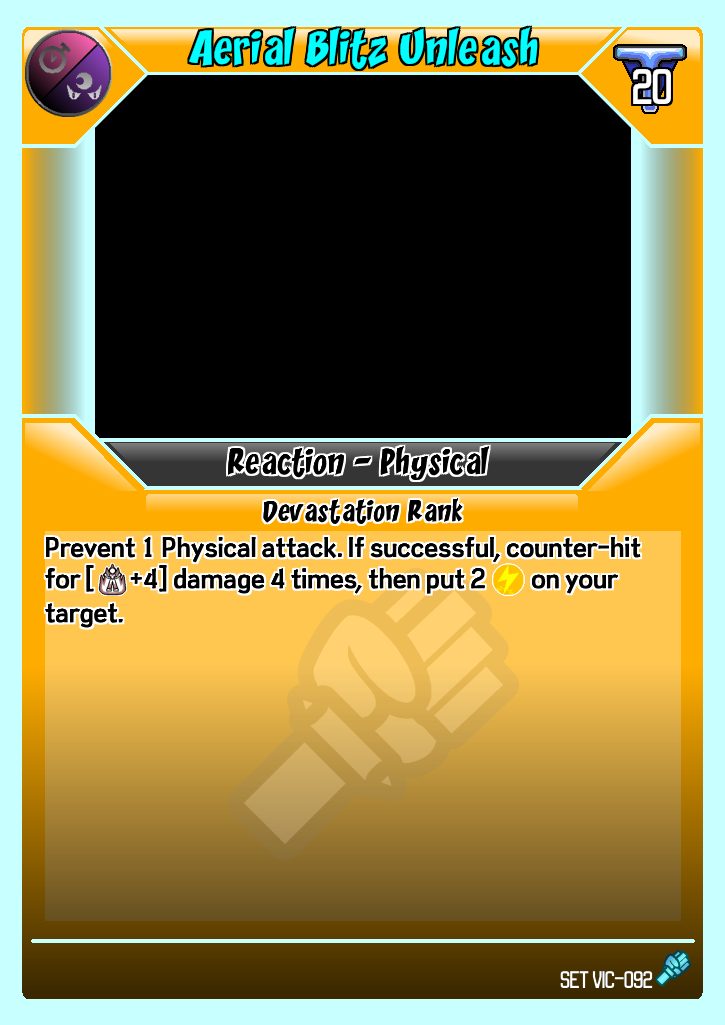 Aerial Blitz Unleash
20
Reaction - Physical
Devastation Rank
Prevent 1 Physical attack. If successful, counter-hit
for [ +4] damage 4 times, then put 2 on your
target.
SET VIC-092